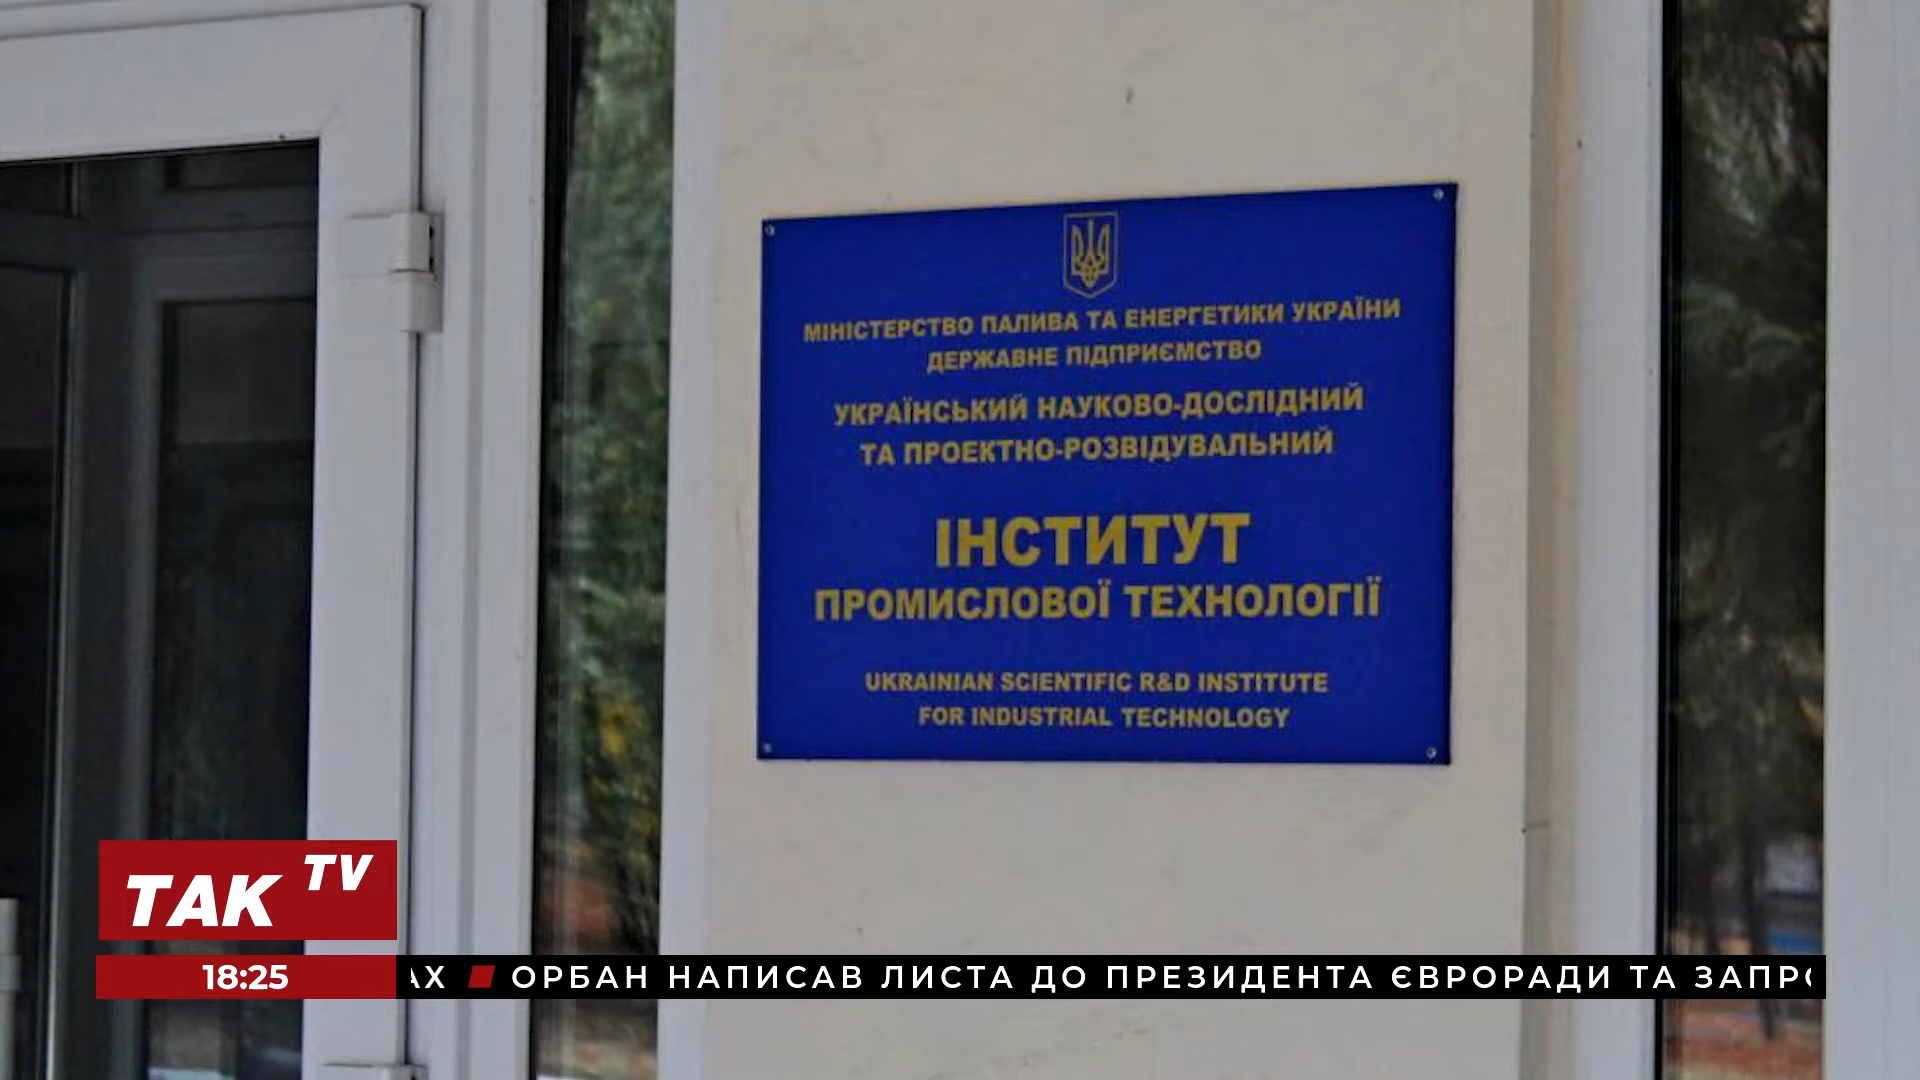 МІНІСТЕРСТВО ПАЛИВА ТА ЕНЕРГЕТИКИ УКРАЇНИ
ДЕРЖАВНЕ ПІДПРИЄМСТВО
УКРАЇНСЬКИЙ НАУКОВО-ДОСЛІДНИЙ
ТА ПРОЕКТНО-РОЗВІДУВАЛЬНИЙ
ІНСТИТУТ
ПРОМИСЛОВОЇ ТЕХНОЛОГІЇ
UKRAINIAN SCIENTIFIC R&D INSTITUTE
FOR INDUSTRIAL TECHNOLOGY
ТАК TV
18:25
ОРБАН НАПИСАВ ЛИСТА ДО ПРЕЗИДЕНТА ЄВРОРАДИ ТА